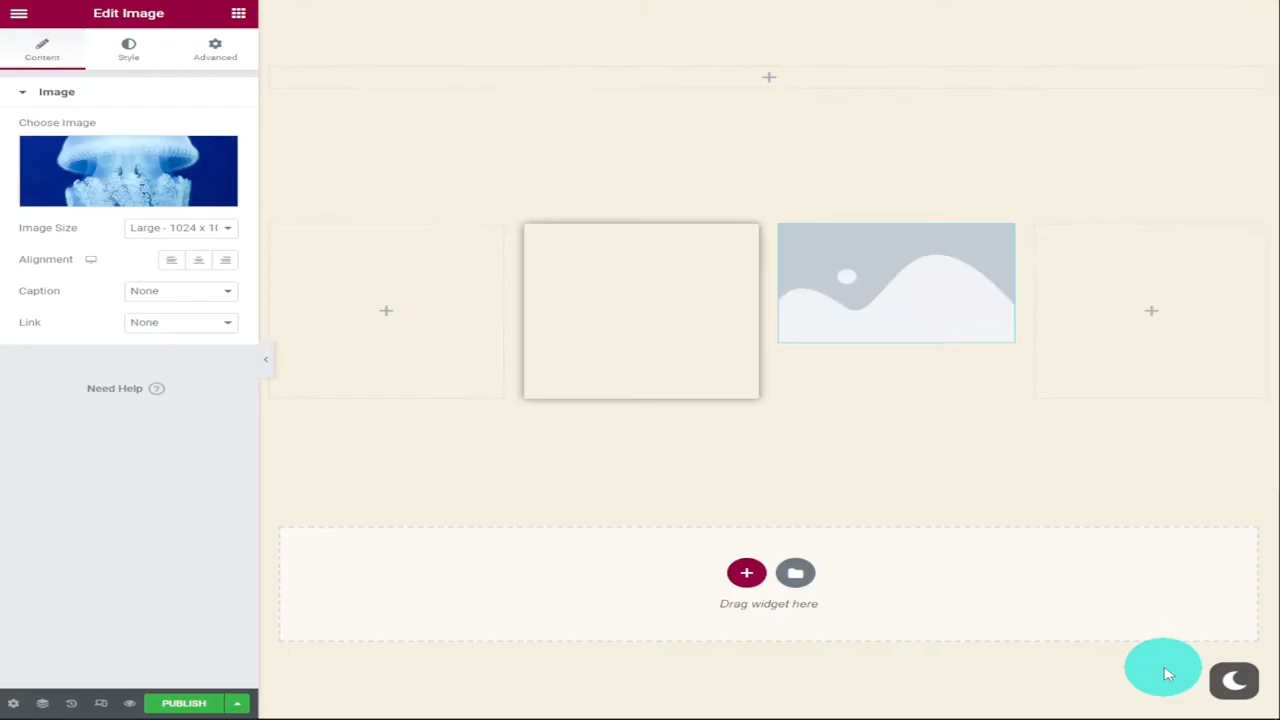 Edit Image
Content
Style
Advanced
Image
Choose Image
Image Size
Large - 1024 x 10
Alignment
Caption
None
Link
None
Need Help ?
Drag widget here
PUBLISH